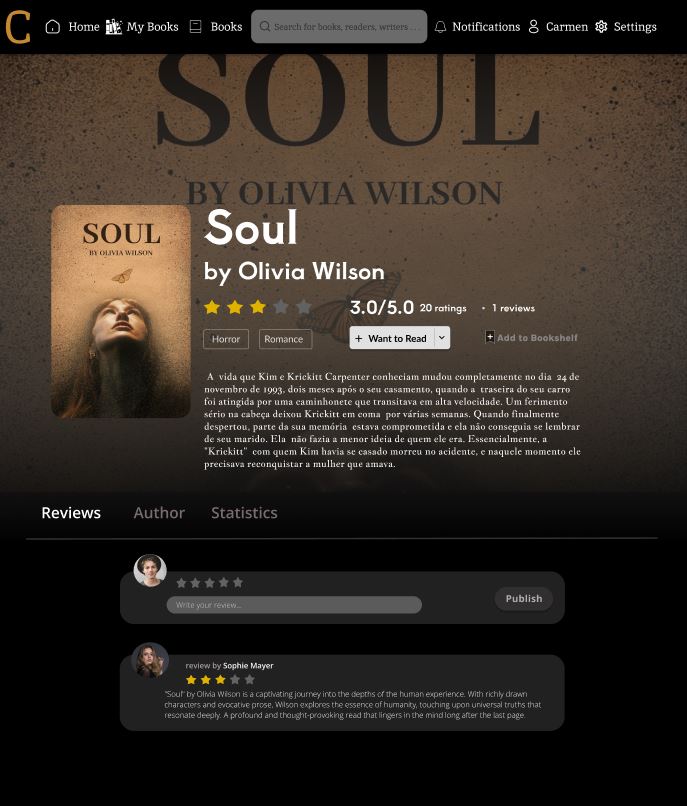 C
Home
My Books
Books
Search for books, readers, writers . . .
Notifications
Carmen
Settings
SOUL
BY OLIVIA WILSON
SOUL
BY OLIVIA WILSON
Soul
by Olivia Wilson
3.0/5.0 20 ratings • 1 reviews
Horror
Romance
+ Want to Read
+ Add to Bookshelf
A vida que Kim e Krickitt Carpenter conheciam mudou completamente no dia 24 de
novembro de 1993, dois meses após o seu casamento, quando a traseira do seu carro
foi atingida por uma caminhonete que transitava em alta velocidade. Um ferimento
sério na cabeça deixou Krickitt em coma por várias semanas. Quando finalmente
despertou, parte da sua memória estava comprometida e ela não conseguia se lembrar
de seu marido. Ela não fazia a menor ideia de quem ele era. Essencialmente, a
"Krickitt" com quem Kim havia se casado morreu no acidente, e naquele momento ele
precisava reconquistar a mulher que amava.
Reviews
Author
Statistics
Write your review...
Publish
review by Sophie Mayer
"Soul" by Olivia Wilson is a captivating journey into the depths of the human experience. With richly drawn
characters and evocative prose, Wilson explores the essence of humanity, touching upon universal truths that
resonate deeply. A profound and thought-provoking read that lingers in the mind long after the last page.